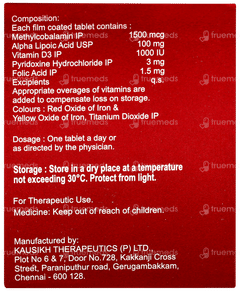 Composition:
Each film coated tablet contains :
Methylcobalamin IP 1500 mcg
Alpha Lipoic Acid USP 100 mg
Vitamin D3 IP 1000 IU
Pyridoxine Hydrochloride IP 3 mg
Folic Acid IP 1.5 mg
Excipients q.s.
Appropriate overages of vitamins are
added to compensate loss on storage.
Colours : Red Oxide of Iron &
Yellow Oxide of Iron, Titanium Dioxide IP
Dosage : One tablet a day or
as directed by the physician.
Storage : Store in a dry place at a temperature
not exceeding 30°C. Protect from light.
For Therapeutic Use.
Medicine: Keep out of reach of children.
Manufactured by:
KAUSIKH THERAPEUTICS (P) LTD.,
Plot No 6 & 7, Door No.728, Kakkanji Cross
Street, Paraniputhur road, Gerugambakkam,
Chennai - 600 128.
truemeds
truemeds
truemeds